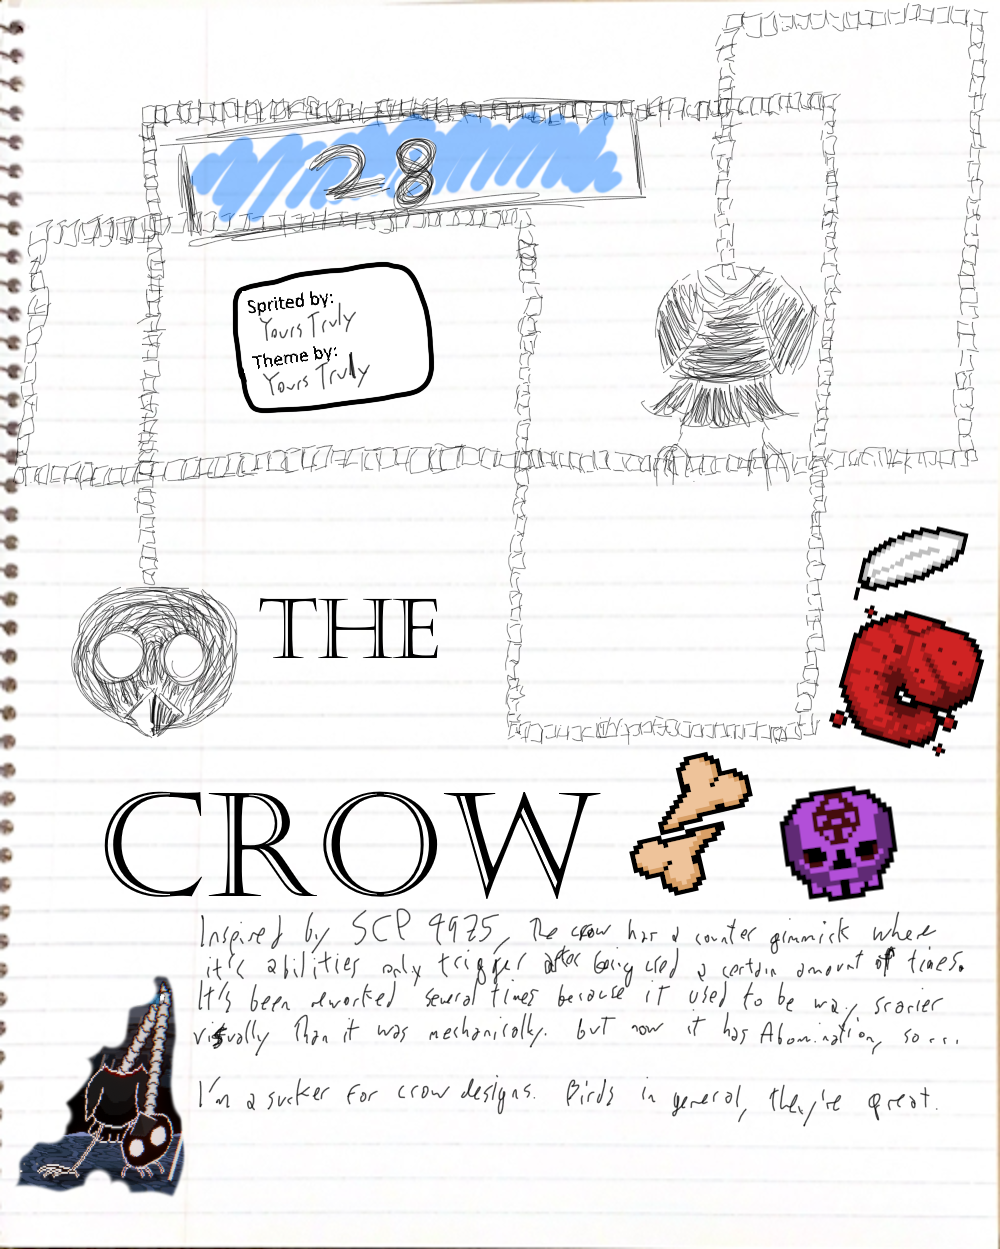 28
Sprited by:
Yours Truly
Theme by:
Yours Truly
THE
CROW
Inspired by SCP 4975, The crow has a counter gimmick where
it's abilities only trigger after being used a certain amount of times.
It's been reworked several times because it used to be way scarier
visually than it was mechanically. but now it has Abomination, so...
I'm a sucker for crow designs. Birds in general, they're great.